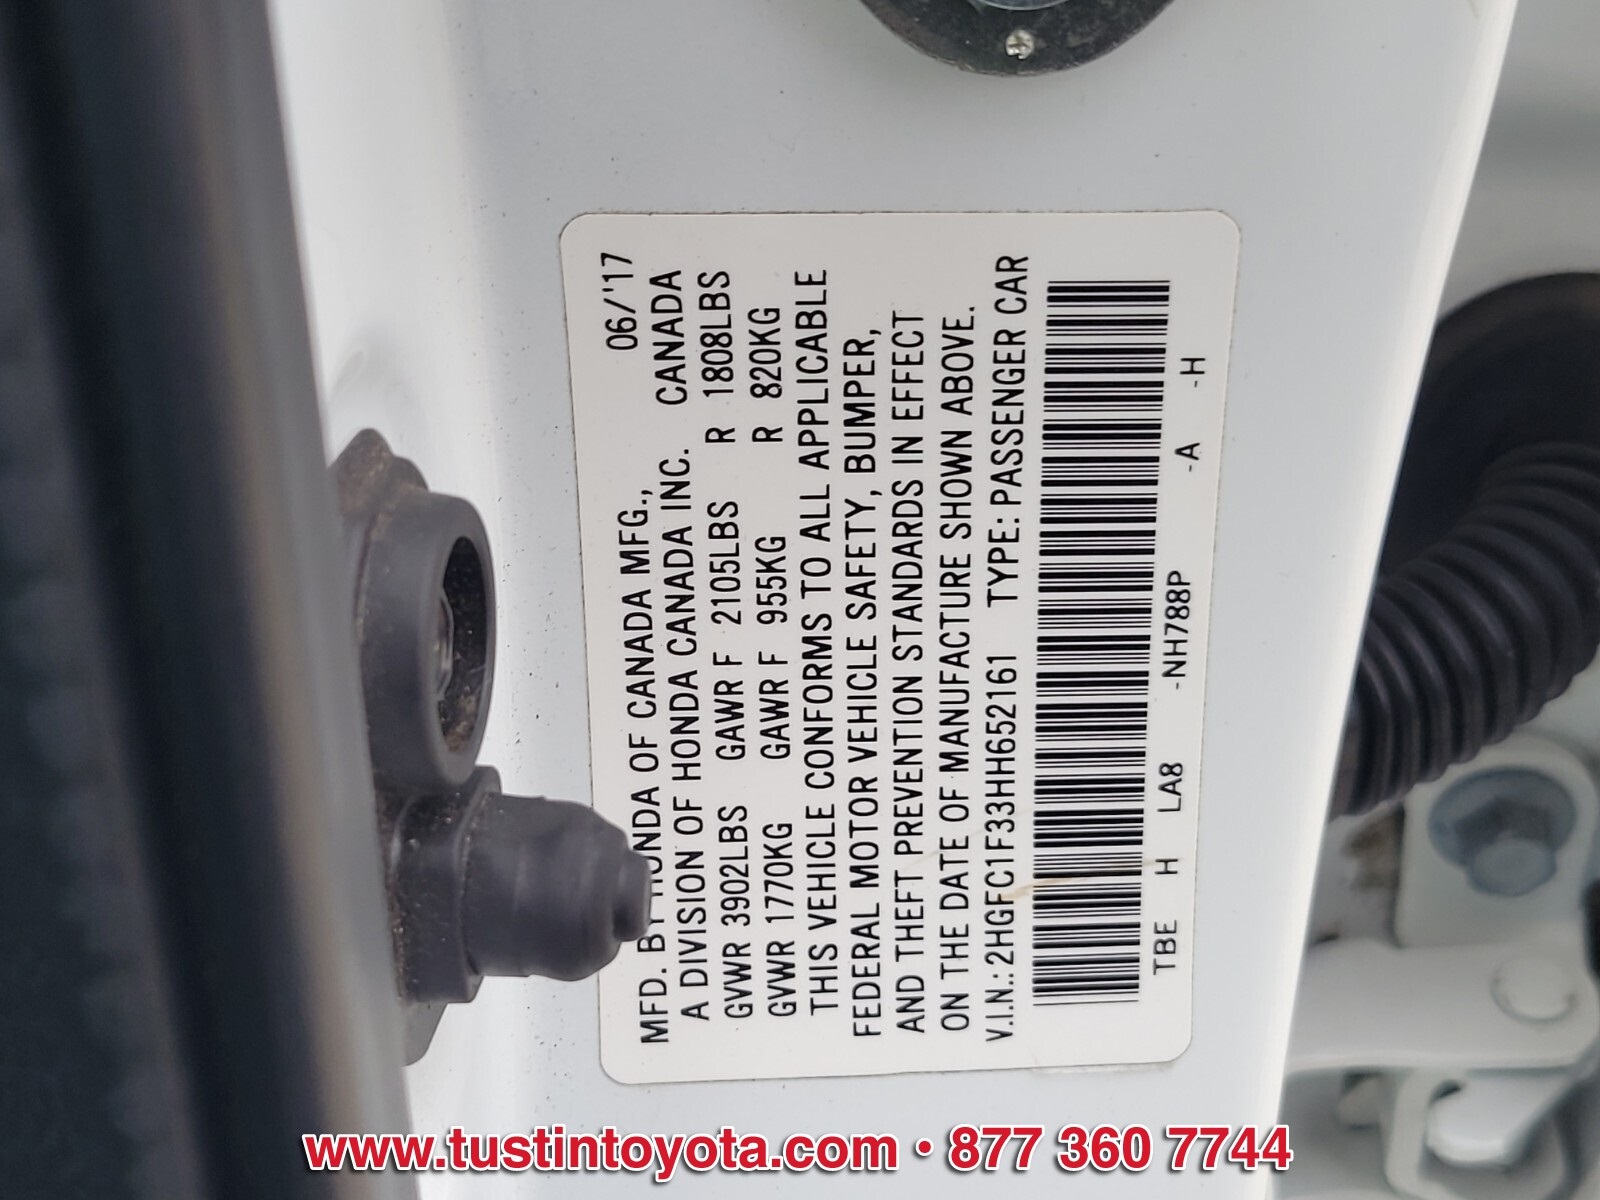 06/'17
MFD. BY HONDA OF CANADA MFG.,
A DIVISION OF HONDA CANADA INC. CANADA
GVWR 3902LBS GAWR F 2105LBS R 1808LBS
GVWR 1770KG GAWR F 955KG R 820KG
THIS VEHICLE CONFORMS TO ALL APPLICABLE
FEDERAL MOTOR VEHICLE SAFETY, BUMPER,
AND THEFT PREVENTION STANDARDS IN EFFECT
ON THE DATE OF MANUFACTURE SHOWN ABOVE.
V.I.N.: 2HGFC1F33HH652161 TYPE: PASSENGER CAR
TBE H LA8 -NH788P -A -H
www.tustintoyota.com • 877 360 7744